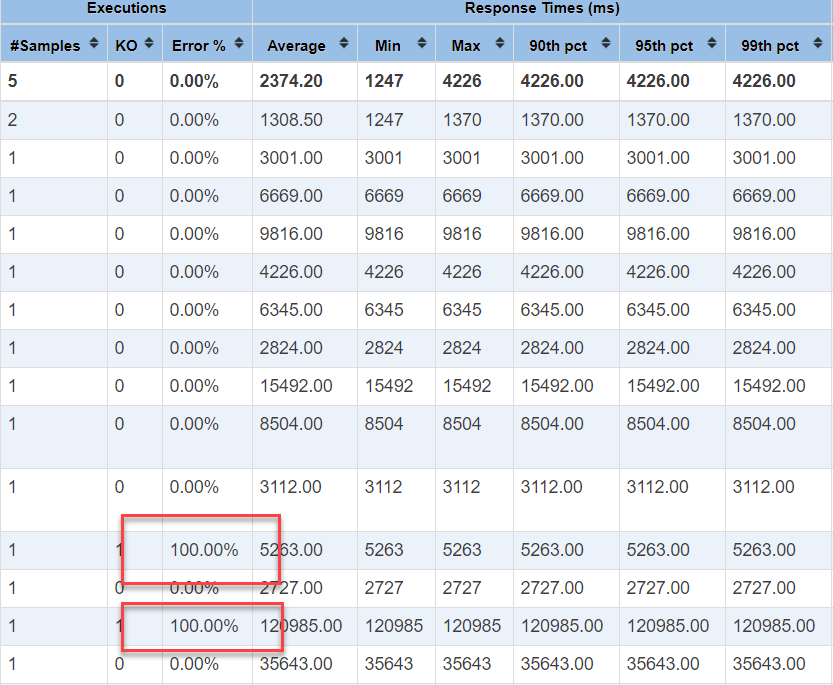 Executions Response Times (ms)
#Samples KO Error % Average Min Max 90th pct 95th pct 99th pct
5 0 0.00% 2374.20 1247 4226 4226.00 4226.00 4226.00
2 0 0.00% 1308.50 1247 1370 1370.00 1370.00 1370.00
1 0 0.00% 3001.00 3001 3001 3001.00 3001.00 3001.00
1 0 0.00% 6669.00 6669 6669 6669.00 6669.00 6669.00
1 0 0.00% 9816.00 9816 9816 9816.00 9816.00 9816.00
1 0 0.00% 4226.00 4226 4226 4226.00 4226.00 4226.00
1 0 0.00% 6345.00 6345 6345 6345.00 6345.00 6345.00
1 0 0.00% 2824.00 2824 2824 2824.00 2824.00 2824.00
1 0 0.00% 15492.00 15492 15492 15492.00 15492.00 15492.00
1 0 0.00% 8504.00 8504 8504 8504.00 8504.00 8504.00
1 0 0.00% 3112.00 3112 3112 3112.00 3112.00 3112.00
1 1 100.00% 5263.00 5263 5263 5263.00 5263.00 5263.00
1 0 0.00% 2727.00 2727 2727 2727.00 2727.00 2727.00
1 1 100.00% 120985.00 120985 120985 120985.00 120985.00 120985.00
1 0 0.00% 35643.00 35643 35643 35643.00 35643.00 35643.00